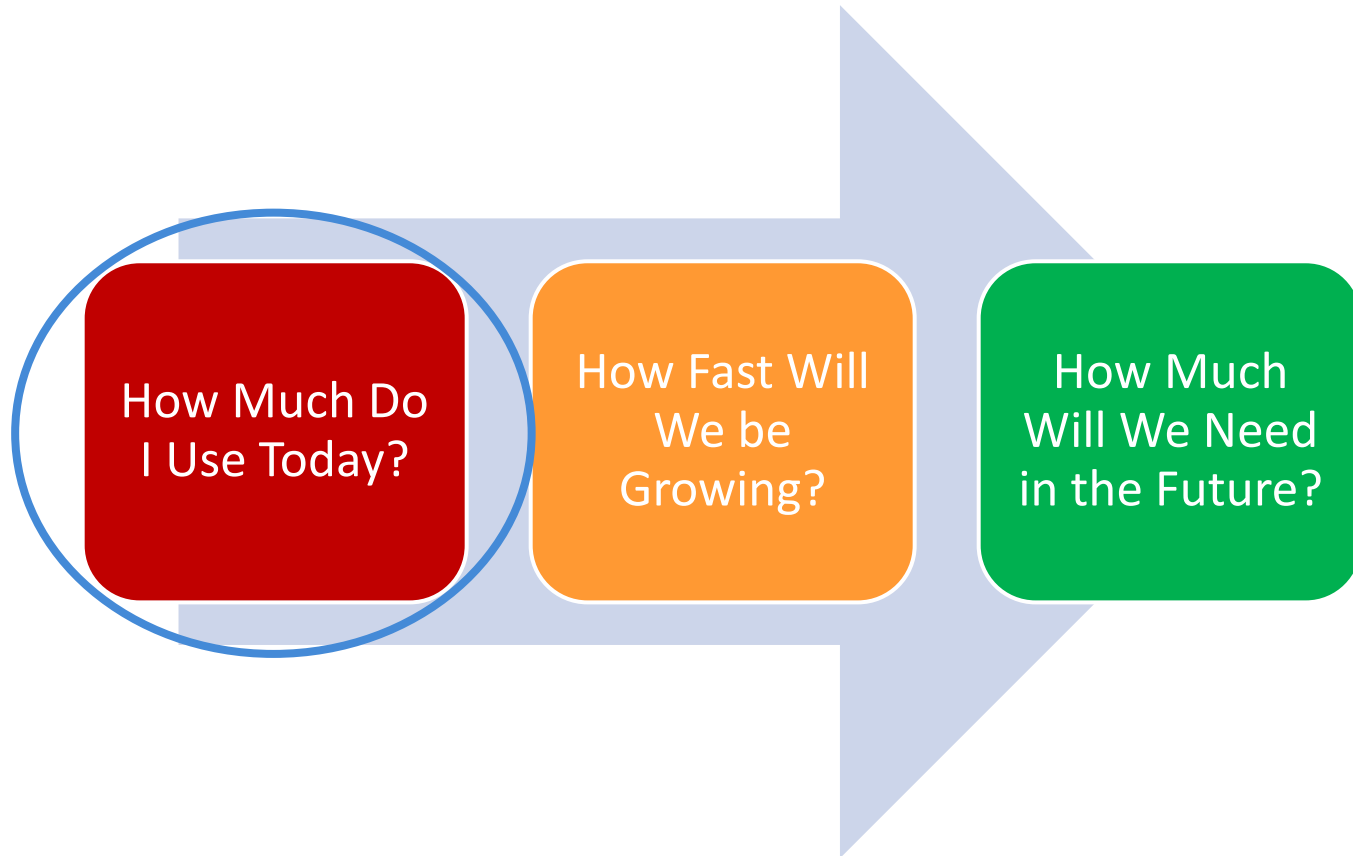 How Much Do
I Use Today?
How Fast Will
We be
Growing?
How Much
Will We Need
in the Future?